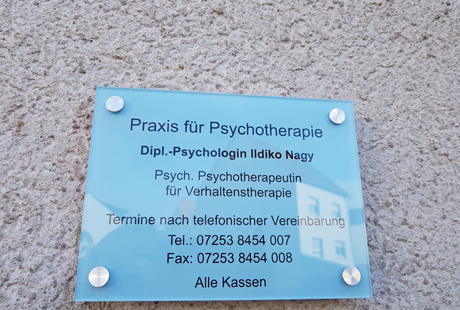 Praxis für Psychotherapie
Dipl.-Psychologin Ildiko Nagy
Psych. Psychotherapeutin
für Verhaltenstherapie
Termine nach telefonischer Vereinbarung
Tel.: 07253 8454 007
Fax: 07253 8454 008
Alle Kassen